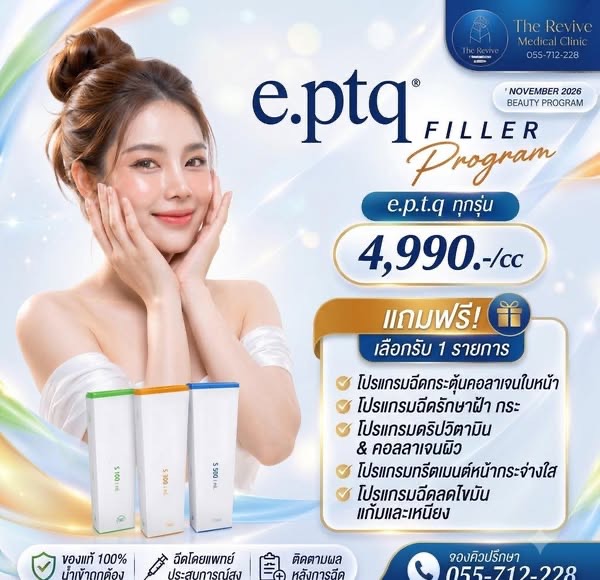 The Revive
Medical Clinic
055-712-228
The Revive
NOVEMBER 2026
BEAUTY PROGRAM
e.ptq®
FILLER
Program
e.p.t.q ทุกรุ่น
4,990.-/cc
แถมฟรี!
เลือกรับ 1 รายการ
โปรแกรมฉีดกระตุ้นคอลาเจนใบหน้า
โปรแกรมฉีดรักษาฝ้า กระ
โปรแกรมดริปวิตามิน
& คอลลาเจนผิว
โปรแกรมทรีตเมนต์หน้ากระจ่างใส
โปรแกรมฉีดลดไขมัน
แก้มและเหนียง
S 100
S 300
S 500
ของแท้ 100%
นำเข้าถูกต้อง
ฉีดโดยแพทย์
ประสบการณ์สูง
ติดตามผล
หลังการฉีด
จองคิวปรึกษา
055-712-228